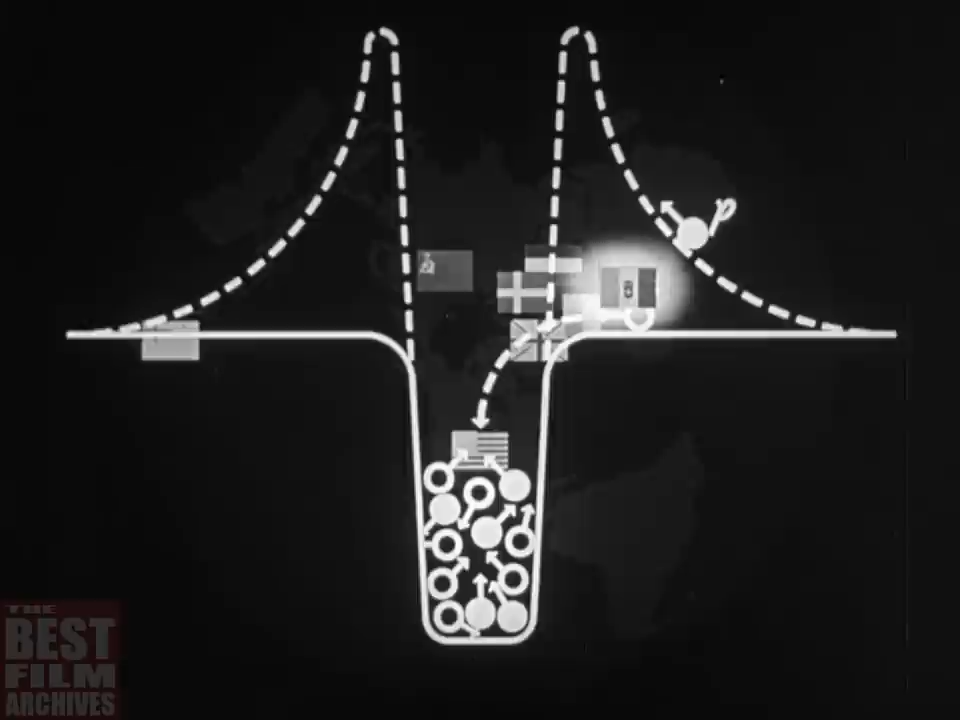 p
THE
BEST
FILM
ARCHIVES